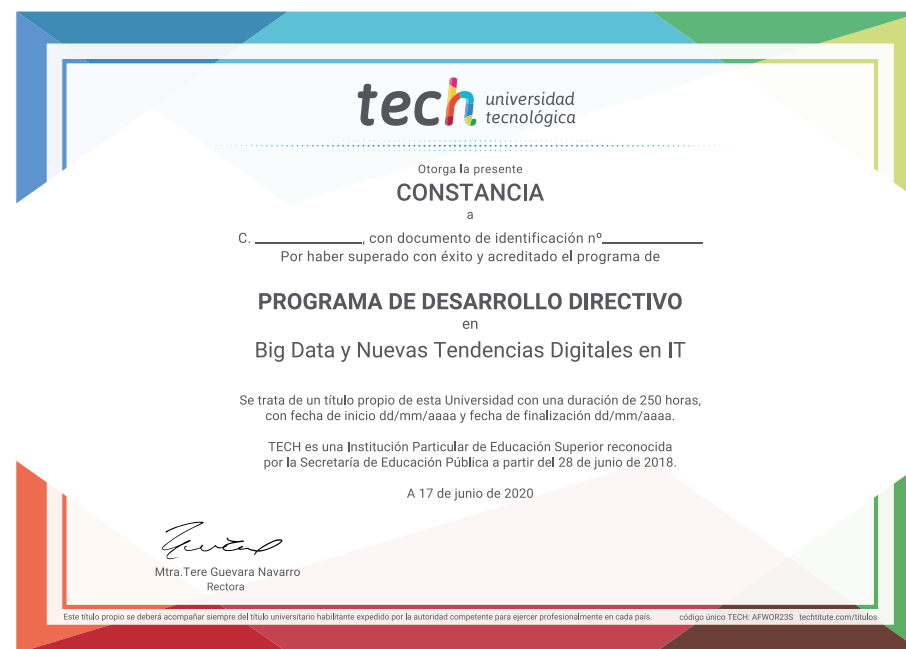 tech universidad
tecnológica
Otorga la presente
CONSTANCIA
a
C. ____________, con documento de identificación nº____________
Por haber superado con éxito y acreditado el programa de
PROGRAMA DE DESARROLLO DIRECTIVO
en
Big Data y Nuevas Tendencias Digitales en IT
Se trata de un título propio de esta Universidad con una duración de 250 horas,
con fecha de inicio dd/mm/aaaa y fecha de finalización dd/mm/aaaa.
TECH es una Institución Particular de Educación Superior reconocida
por la Secretaría de Educación Pública a partir del 28 de junio de 2018.
A 17 de junio de 2020
Mtra.Tere Guevara Navarro
Rectora
Este título propio se deberá acompañar siempre del título universitario habilitante expedido por la autoridad competente para ejercer profesionalmente en cada país. código único TECH: AFWOR23S techtitute.com/titulos